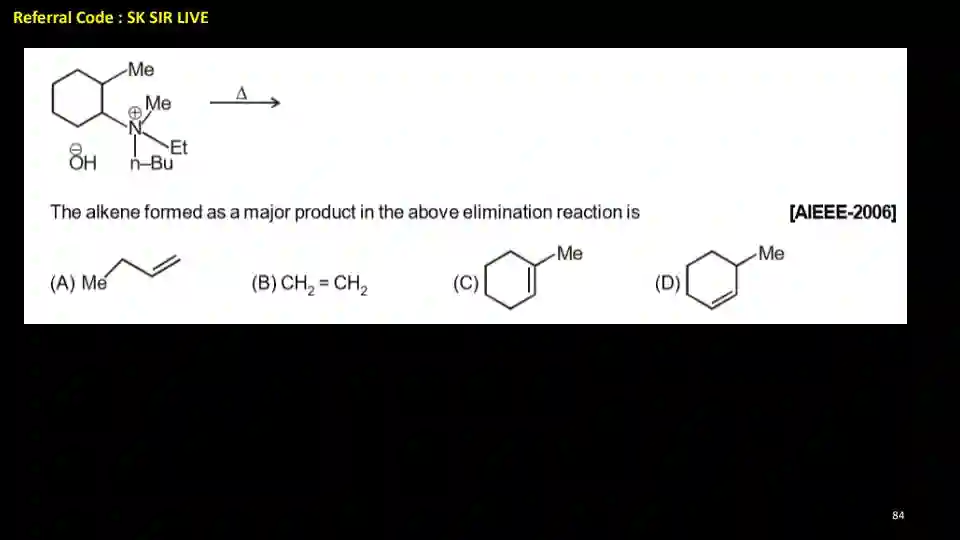 Referral Code : SK SIR LIVE
Me
⊕ Me
N
Δ
Et
⊖
OH
n–Bu
The alkene formed as a major product in the above elimination reaction is [AIEEE-2006]
(A) Me
(B) CH₂ = CH₂
(C) Me
(D) Me
84